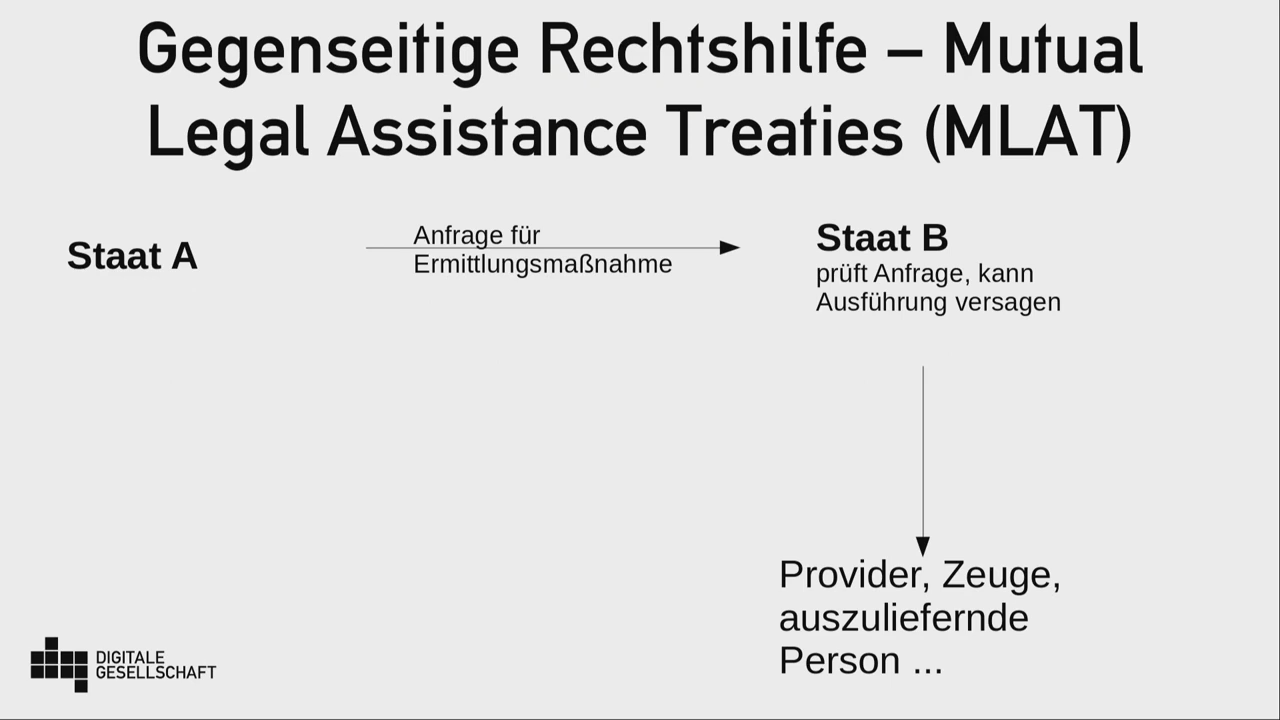 Gegenseitige Rechtshilfe – Mutual
Legal Assistance Treaties (MLAT)
Staat A
Anfrage für
Ermittlungsmaßnahme
Staat B
prüft Anfrage, kann
Ausführung versagen
Provider, Zeuge,
auszuliefernde
Person ...
DIGITALE
GESELLSCHAFT